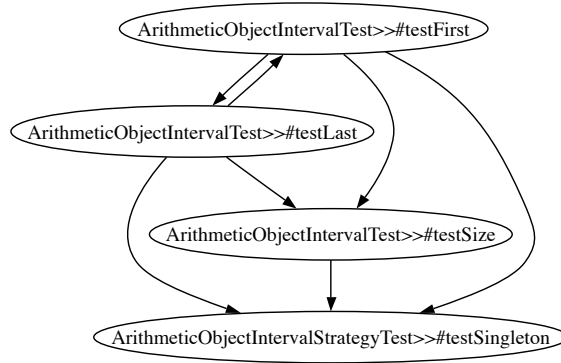 ArithmeticObjectIntervalTest>>#testFirst
ArithmeticObjectIntervalTest>>#testLast
ArithmeticObjectIntervalTest>>#testSize
ArithmeticObjectIntervalStrategyTest>>#testSingleton